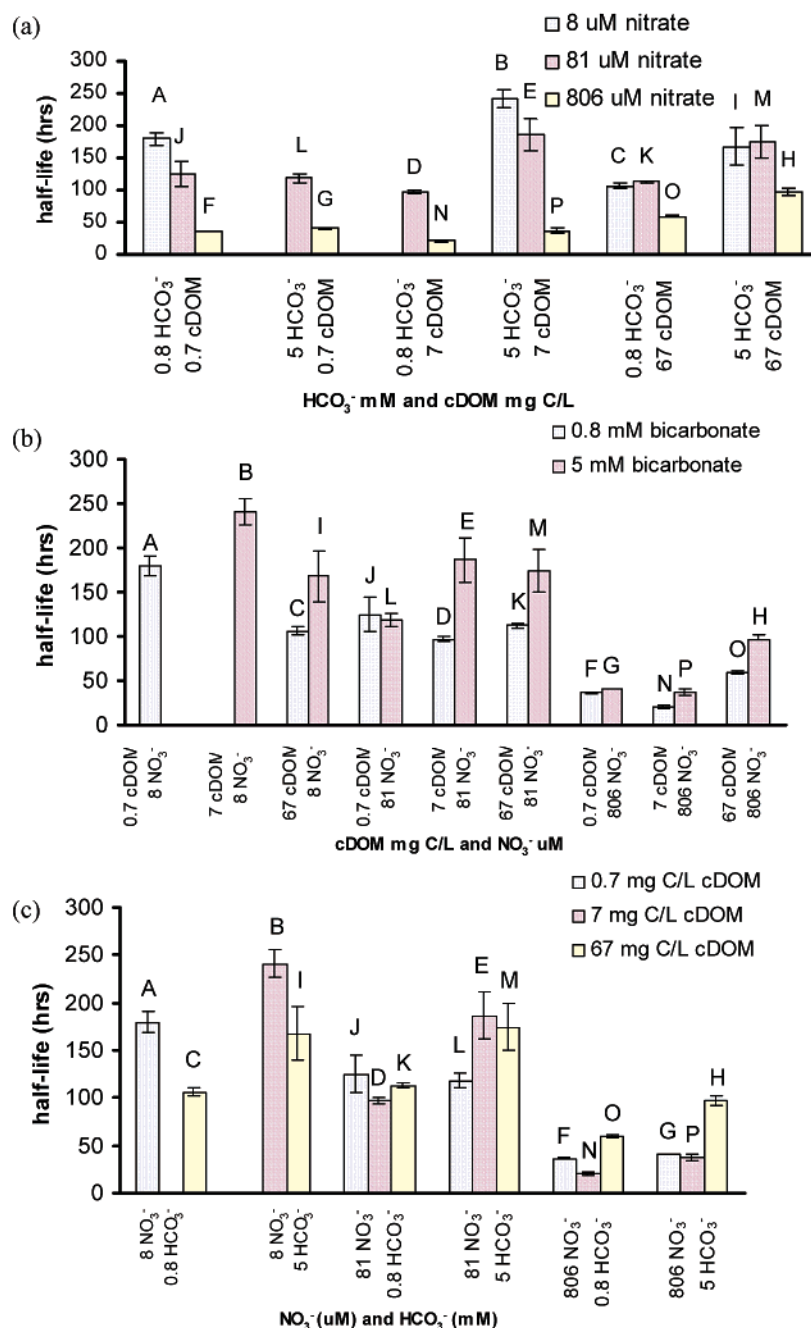 (a)
8 uM nitrate
81 uM nitrate
806 uM nitrate
half-life (hrs)
300
250
200
150
100
50
0
A
J
F
L
G
D
N
B
E
P
C
K
O
I
M
H
0.8 HCO₃⁻
0.7 cDOM
5 HCO₃⁻
0.7 cDOM
0.8 HCO₃⁻
7 cDOM
5 HCO₃⁻
7 cDOM
0.8 HCO₃⁻
67 cDOM
5 HCO₃⁻
67 cDOM
HCO₃⁻ mM and cDOM mg C/L
(b)
0.8 mM bicarbonate
5 mM bicarbonate
half-life (hrs)
300
250
200
150
100
50
0
A
B
C
I
J
L
D
E
K
M
F
G
N
P
O
H
0.7 cDOM
8 NO₃⁻
7 cDOM
8 NO₃⁻
67 cDOM
8 NO₃⁻
0.7 cDOM
81 NO₃⁻
7 cDOM
81 NO₃⁻
67 cDOM
81 NO₃⁻
0.7 cDOM
806 NO₃⁻
7 cDOM
806 NO₃⁻
67 cDOM
806 NO₃⁻
cDOM mg C/L and NO₃⁻ uM
(c)
0.7 mg C/L cDOM
7 mg C/L cDOM
67 mg C/L cDOM
half-life (hrs)
300
250
200
150
100
50
0
A
C
B
I
J
D
K
L
E
M
F
N
O
G
P
H
8 NO₃⁻
0.8 HCO₃⁻
8 NO₃⁻
5 HCO₃⁻
81 NO₃⁻
0.8 HCO₃⁻
81 NO₃⁻
5 HCO₃⁻
806 NO₃⁻
0.8 HCO₃⁻
806 NO₃⁻
5 HCO₃⁻
NO₃⁻ (uM) and HCO₃⁻ (mM)